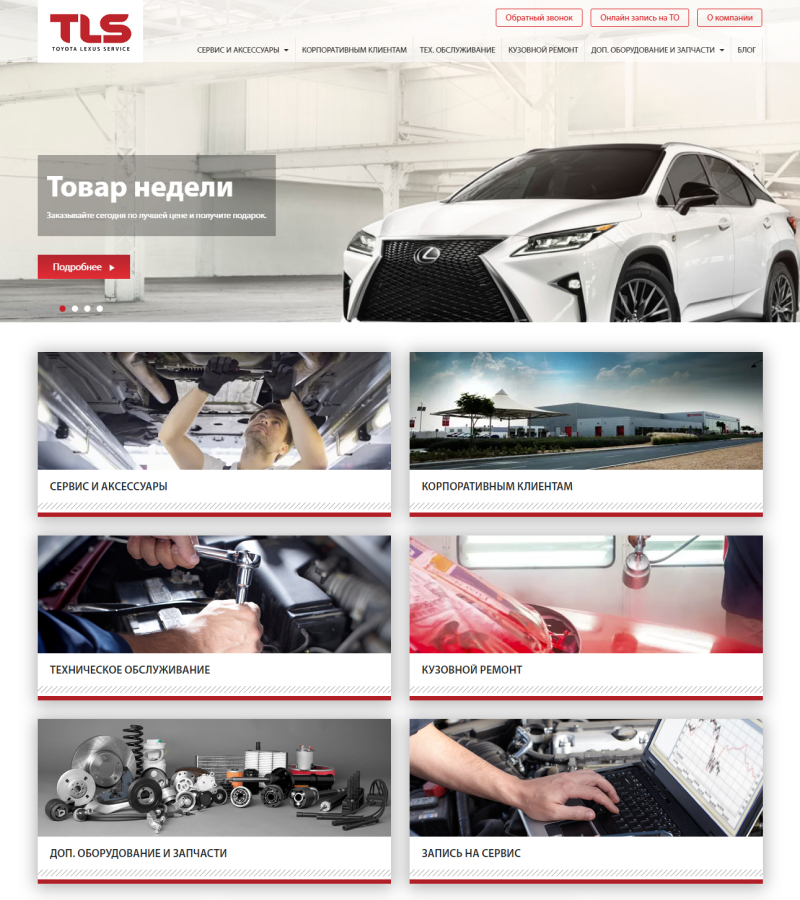 TLS
TOYOTA LEXUS SERVICE
Обратный звонок
Онлайн запись на ТО
О компании
СЕРВИС И АКСЕССУАРЫ
КОРПОРАТИВНЫМ КЛИЕНТАМ
ТЕХ. ОБСЛУЖИВАНИЕ
КУЗОВНОЙ РЕМОНТ
ДОП. ОБОРУДОВАНИЕ И ЗАПЧАСТИ
БЛОГ
Товар недели
Заказывайте сегодня по лучшей цене и получите подарок.
Подробнее
СЕРВИС И АКСЕССУАРЫ
КОРПОРАТИВНЫМ КЛИЕНТАМ
ТЕХНИЧЕСКОЕ ОБСЛУЖИВАНИЕ
КУЗОВНОЙ РЕМОНТ
ДОП. ОБОРУДОВАНИЕ И ЗАПЧАСТИ
ЗАПИСЬ НА СЕРВИС